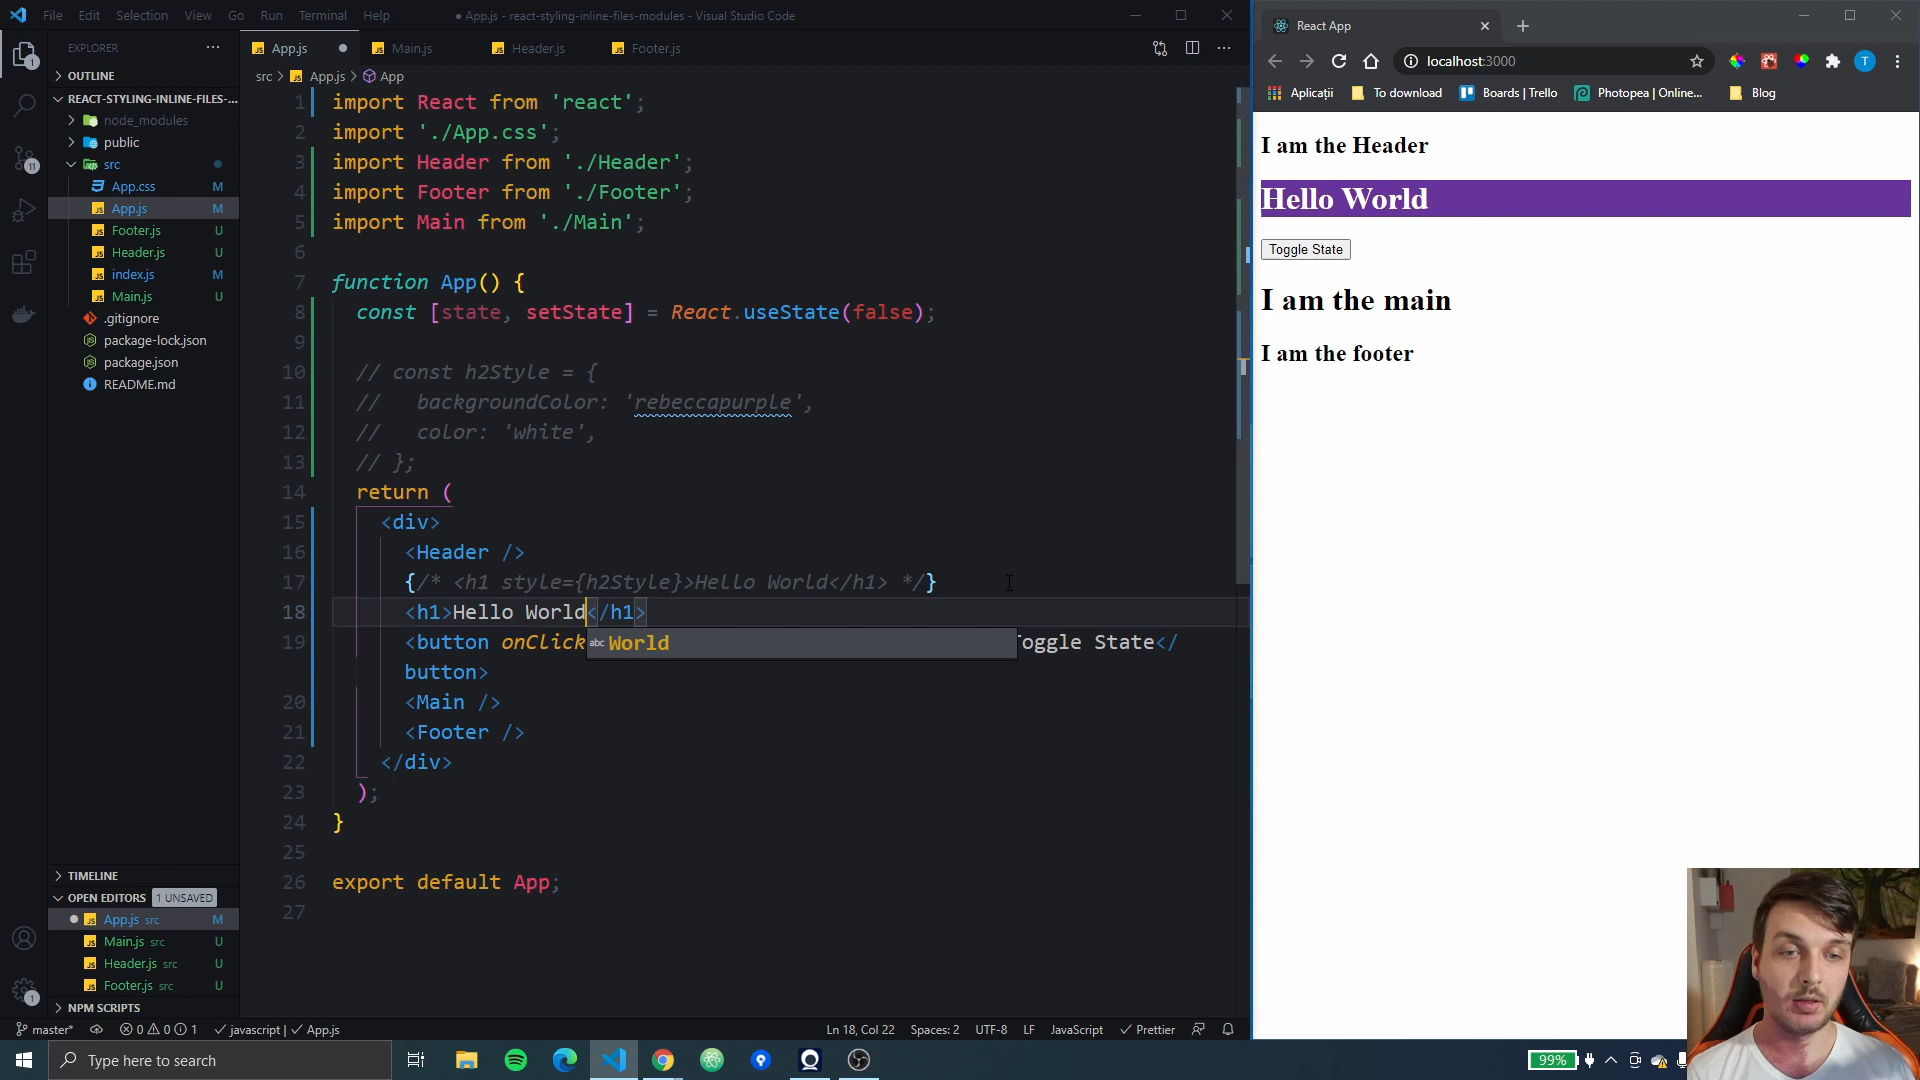 File Edit Selection View Go Run Terminal Help
● App.js - react-styling-inline-files-modules - Visual Studio Code
EXPLORER
OUTLINE
REACT-STYLING-INLINE-FILES-...
node_modules
public
src
App.css M
App.js M
Footer.js U
Header.js U
index.js M
Main.js U
.gitignore
package-lock.json
package.json
README.md
TIMELINE
OPEN EDITORS 1 UNSAVED
App.js src M
Main.js src U
Header.js src U
Footer.js src U
NPM SCRIPTS
1
11
1
App.js Main.js Header.js Footer.js
src > App.js > App
1 import React from 'react';
2 import './App.css';
3 import Header from './Header';
4 import Footer from './Footer';
5 import Main from './Main';
6
7 function App() {
8 const [state, setState] = React.useState(false);
9
10 // const h2Style = {
11 // backgroundColor: 'rebeccapurple',
12 // color: 'white',
13 // };
14 return (
15 <div>
16 <Header />
17 {/* <h1 style={h2Style}>Hello World</h1> */}
18 <h1>Hello World</h1>
19 <button onClick oggle State</
button>
abc World
20 <Main />
21 <Footer />
22 </div>
23 );
24 }
25
26 export default App;
27
master* 0 0 1 javascript | App.js
Ln 18, Col 22 Spaces: 2 UTF-8 LF JavaScript Prettier
React App
localhost:3000
T
Aplicații To download Boards | Trello Photopea | Online... Blog
I am the Header
Hello World
Toggle State
I am the main
I am the footer
Type here to search
99%